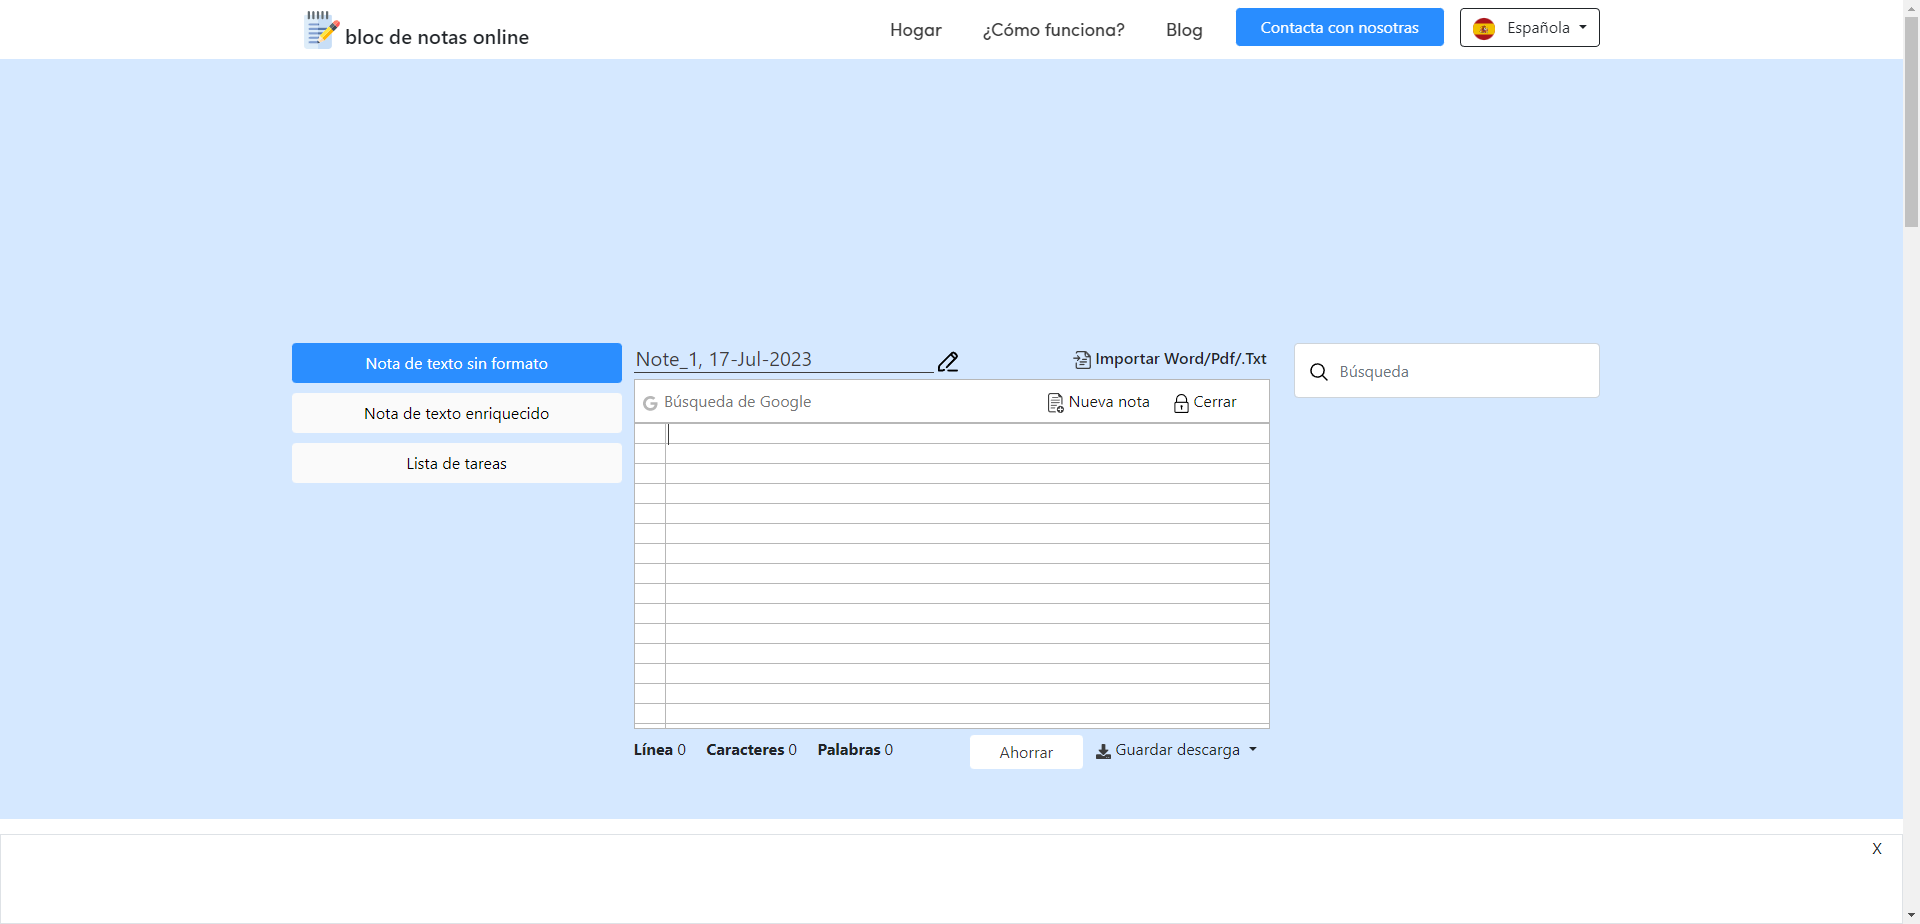 bloc de notas online
Hogar
¿Cómo funciona?
Blog
Contacta con nosotras
Española
Nota de texto sin formato
Nota de texto enriquecido
Lista de tareas
Note_1, 17-Jul-2023
Importar Word/Pdf/.Txt
Búsqueda de Google
Nueva nota
Cerrar
Búsqueda
Línea 0
Caracteres 0
Palabras 0
Ahorrar
Guardar descarga
X